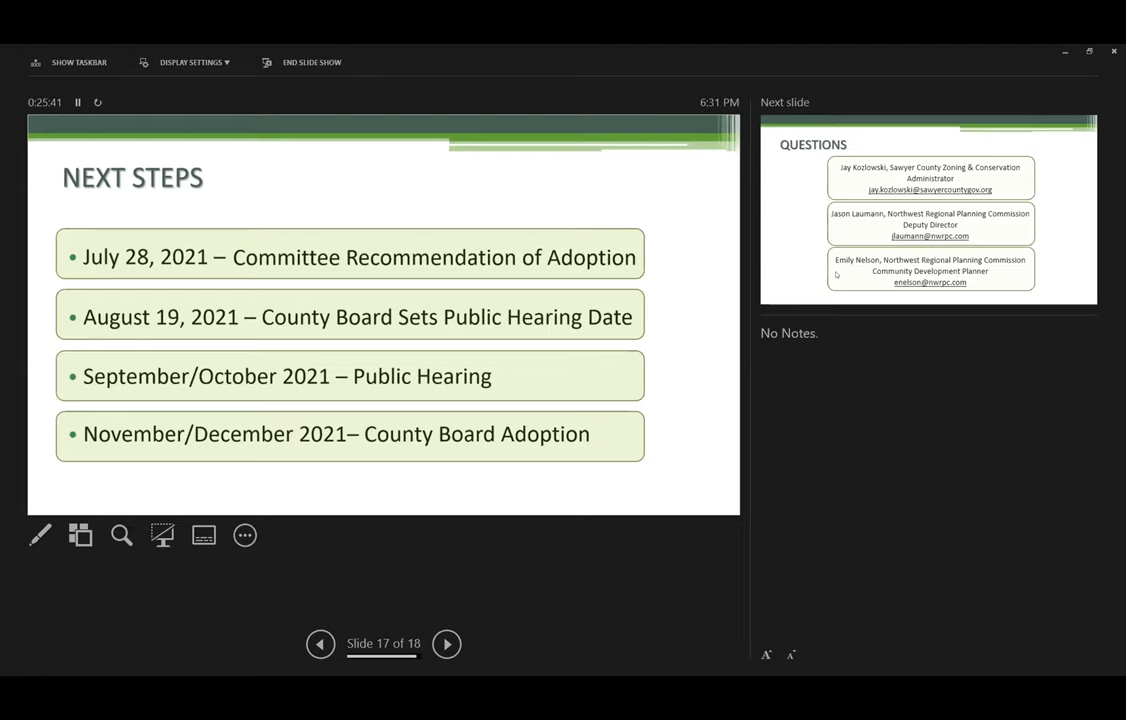 SHOW TASKBAR DISPLAY SETTINGS ▾ END SLIDE SHOW
0:25:41
6:31 PM
NEXT STEPS
• July 28, 2021 – Committee Recommendation of Adoption
• August 19, 2021 – County Board Sets Public Hearing Date
• September/October 2021 – Public Hearing
• November/December 2021– County Board Adoption
Slide 17 of 18
Next slide
QUESTIONS
Jay Kozlowski, Sawyer County Zoning & Conservation
Administrator
jay.kozlowski@sawyercountygov.org
Jason Laumann, Northwest Regional Planning Commission
Deputy Director
jlaumann@nwrpc.com
Emily Nelson, Northwest Regional Planning Commission
Community Development Planner
enelson@nwrpc.com
No Notes.
A A